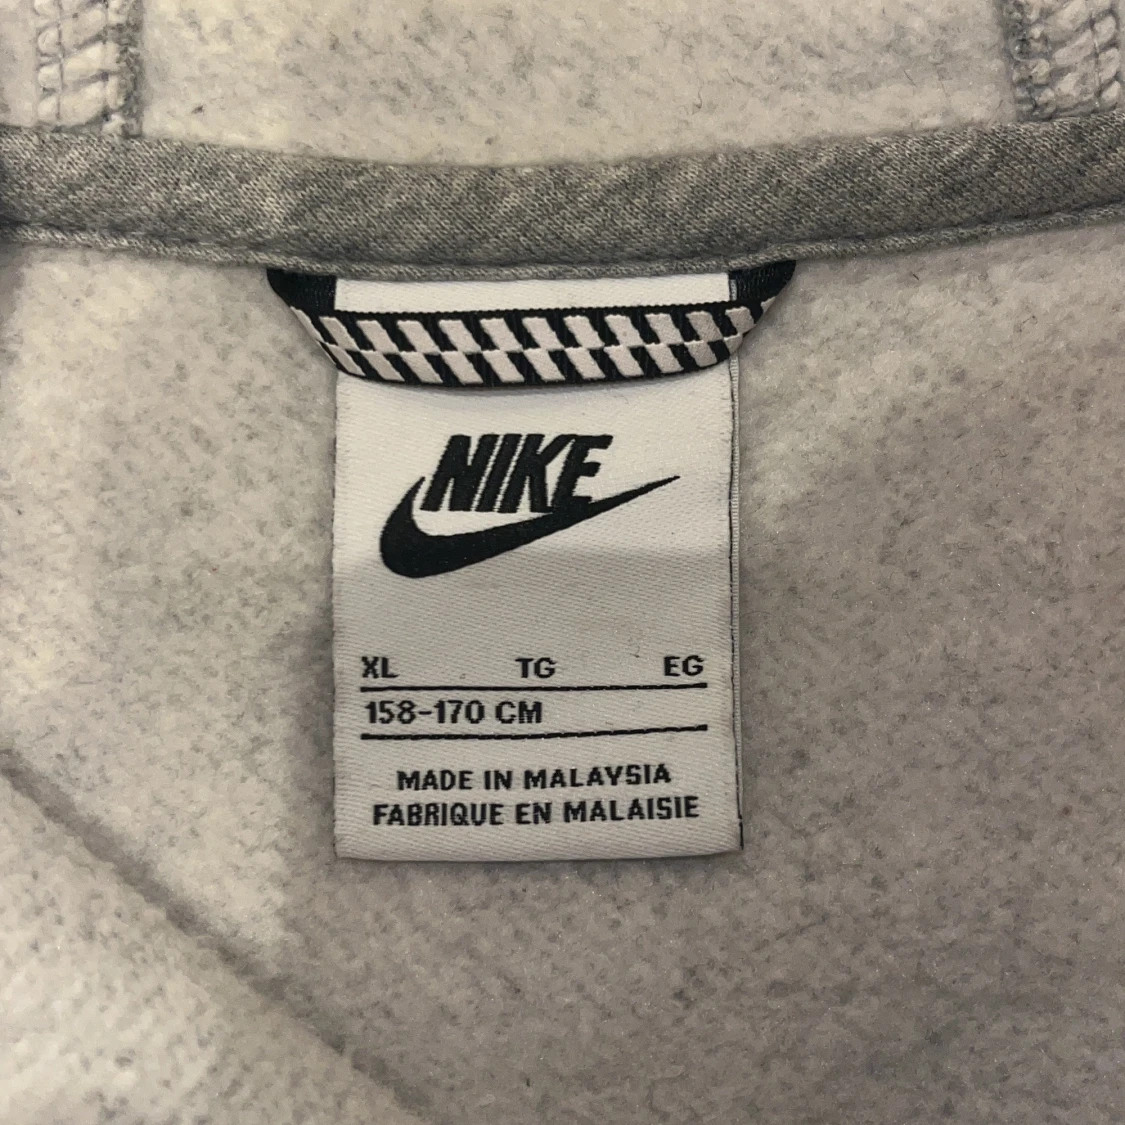 NIKE
XL TG EG
158-170 CM
MADE IN MALAYSIA
FABRIQUE EN MALAISIE